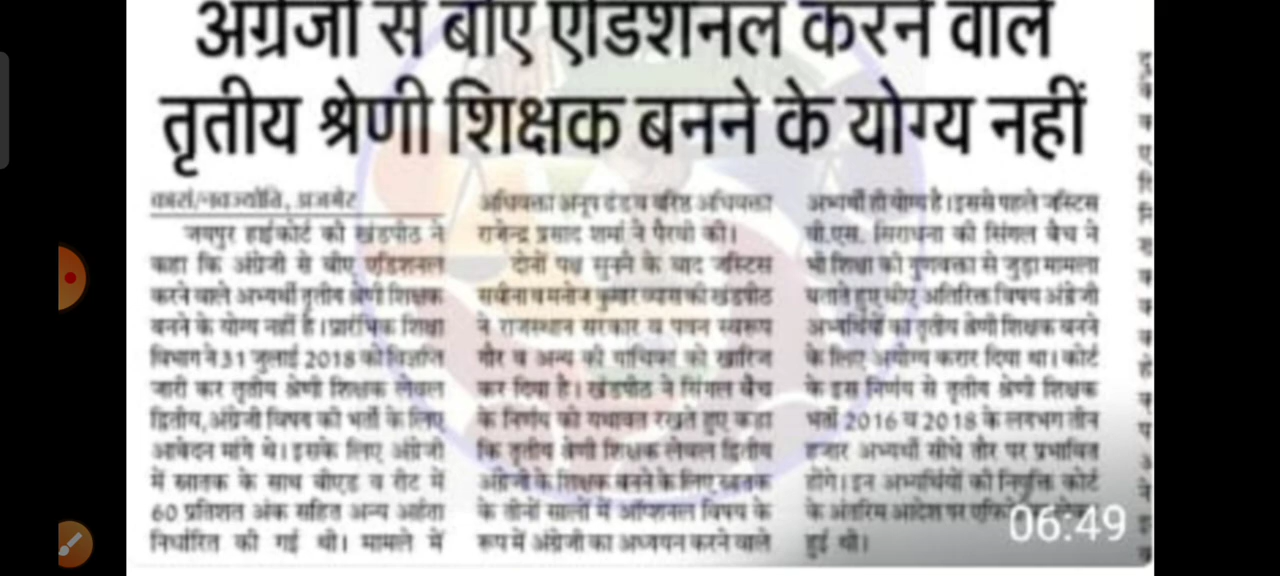 अंग्रेजी से बीए एडिशनल करने वाले
तृतीय श्रेणी शिक्षक बनने के योग्य नहीं
कासं/नवज्योति, अजमेर
जयपुर हाईकोर्ट की खंडपीठ ने
कहा कि अंग्रेजी से बीए एडिशनल
करने वाले अभ्यर्थी तृतीय श्रेणी शिक्षक
बनने के योग्य नहीं है। प्रारंभिक शिक्षा
विभाग ने 31 जुलाई 2018 को विज्ञप्ति
जारी कर तृतीय श्रेणी शिक्षक लेवल
द्वितीय, अंग्रेजी विषय की भर्ती के लिए
आवेदन मांगे थे। इसके लिए अंग्रेजी
में स्नातक के साथ बीएड व रीट में
60 प्रतिशत अंक सहित अन्य अर्हता
निर्धारित की गई थी। मामले में
अधिवक्ता अनूप ढंड व वरिष्ठ अधिवक्ता
राजेन्द्र प्रसाद शर्मा ने पैरवी की।
दोनों पक्ष सुनने के बाद जस्टिस
सबीना व मनोज कुमार व्यास की खंडपीठ
ने राजस्थान सरकार व पवन स्वरूप
गौर व अन्य की याचिका को खारिज
कर दिया है। खंडपीठ ने सिंगल बैंच
के निर्णय को यथावत रखते हुए कहा
कि तृतीय श्रेणी शिक्षक लेवल द्वितीय
अंग्रेजी के शिक्षक बनने के लिए स्नातक
के तीनों सालों में ऑप्शनल विषय के
रूप में अंग्रेजी का अध्ययन करने वाले
अभ्यर्थी ही योग्य है। इससे पहले जस्टिस
वी.एस. सिराधना की सिंगल बैंच ने
भी शिक्षा की गुणवत्ता से जुड़ा मामला
बताते हुए बीए अतिरिक्त विषय अंग्रेजी
अभ्यर्थियों को तृतीय श्रेणी शिक्षक बनने
के लिए अयोग्य करार दिया था। कोर्ट
के इस निर्णय से तृतीय श्रेणी शिक्षक
भर्ती 2016 व 2018 के लगभग तीन
हजार अभ्यर्थी सीधे तौर पर प्रभावित
होंगे। इन अभ्यर्थियों की नियुक्ति कोर्ट
के अंतरिम आदेश पर
हुई थी।
06:49